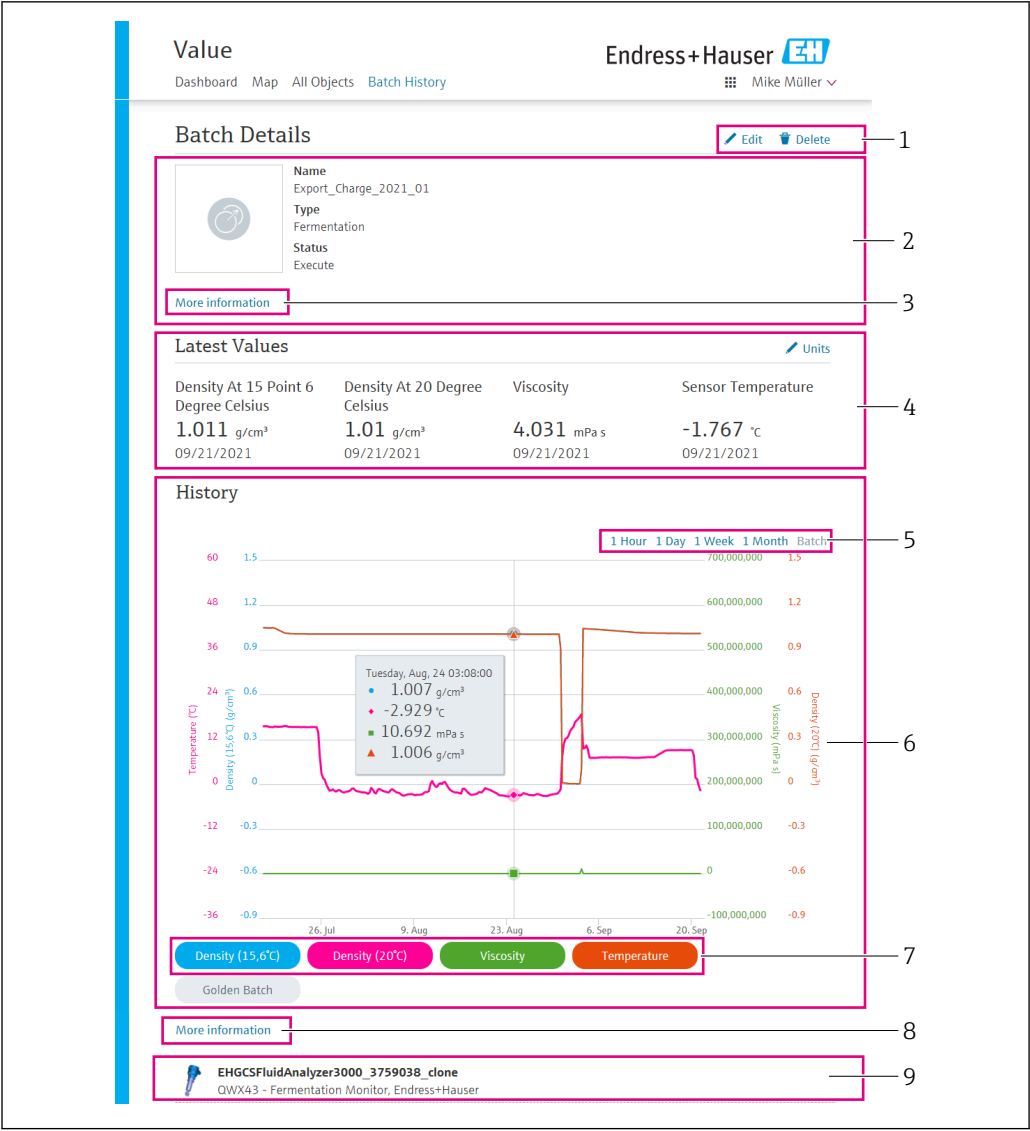 Value
Endress+Hauser EH
Dashboard Map All Objects Batch History
Mike Müller
Batch Details
Edit Delete
1
Name
Export_Charge_2021_01
Type
Fermentation
2
Status
Execute
More information
3
Latest Values
Units
Density At 15 Point 6 Degree Celsius
1.011 g/cm³
09/21/2021
Density At 20 Degree Celsius
1.01 g/cm³
09/21/2021
Viscosity
4.031 mPa s
09/21/2021
Sensor Temperature
-1.767 °C
09/21/2021
4
History
1 Hour 1 Day 1 Week 1 Month Batch
5
60 1.5 700,000,000 1.5
48 1.2 600,000,000 1.2
36 0.9 500,000,000 0.9
24 0.6 400,000,000 0.6
12 0.3 300,000,000 0.3
0 0 200,000,000 0
-12 -0.3 100,000,000 -0.3
-24 -0.6 0 -0.6
-36 -0.9 -100,000,000 -0.9
Temperature (°C)
Density (15,6°C) (g/cm³)
Viscosity (mPa s)
Density (20°C) (g/cm³)
Tuesday, Aug, 24 03:08:00
1.007 g/cm³
-2.929 °C
10.692 mPa s
1.006 g/cm³
6
26. Jul 9. Aug 23. Aug 6. Sep 20. Sep
Density (15,6°C) Density (20°C) Viscosity Temperature
7
Golden Batch
More information
8
EHGCSFluidAnalyzer3000_3759038_clone
QWX43 - Fermentation Monitor, Endress+Hauser
9